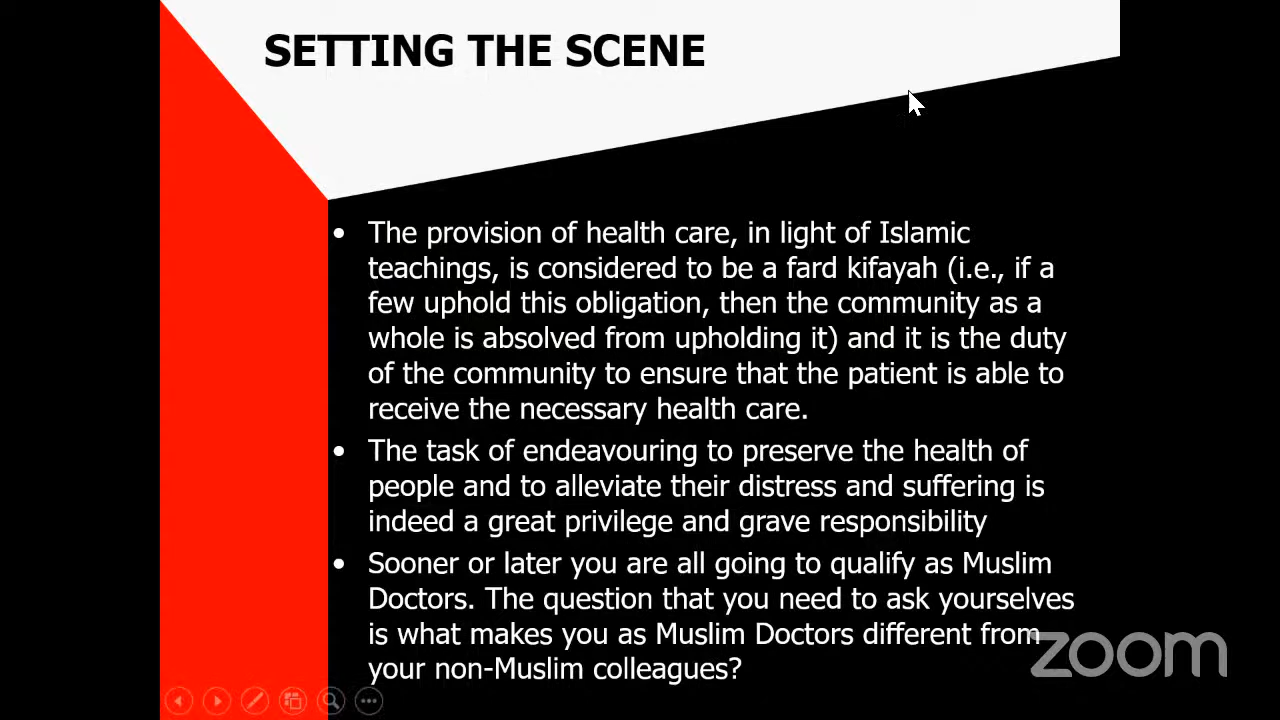 SETTING THE SCENE
• The provision of health care, in light of Islamic
teachings, is considered to be a fard kifayah (i.e., if a
few uphold this obligation, then the community as a
whole is absolved from upholding it) and it is the duty
of the community to ensure that the patient is able to
receive the necessary health care.
• The task of endeavouring to preserve the health of
people and to alleviate their distress and suffering is
indeed a great privilege and grave responsibility
• Sooner or later you are all going to qualify as Muslim
Doctors. The question that you need to ask yourselves
is what makes you as Muslim Doctors different from
your non-Muslim colleagues?
zoom